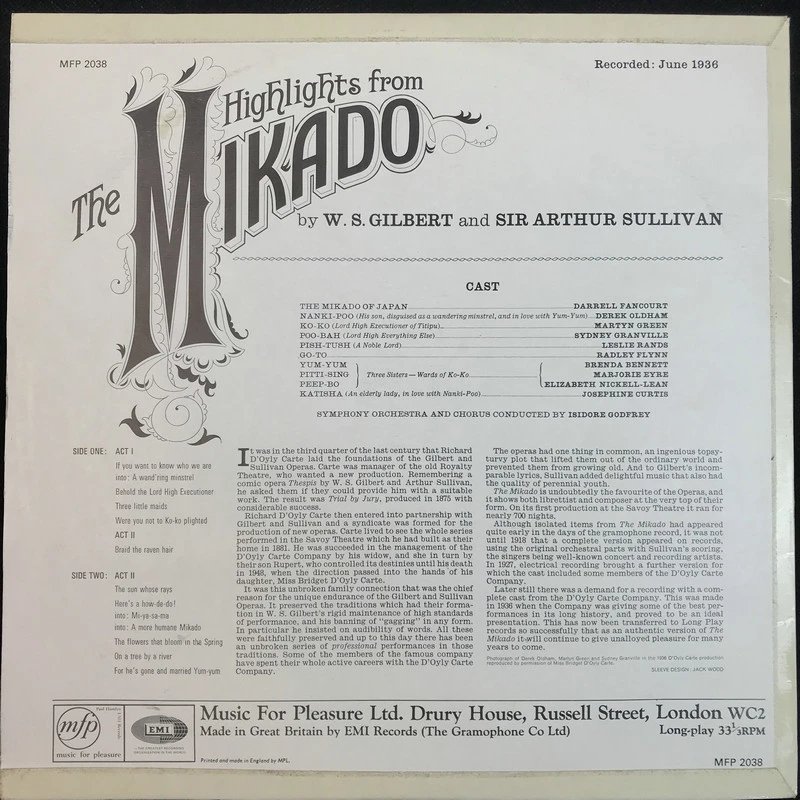 MFP 2038
Recorded: June 1936
Highlights from
The MIKADO
by W. S. GILBERT and SIR ARTHUR SULLIVAN
CAST
THE MIKADO OF JAPAN DARRELL FANCOURT
NANKI-POO (His son, disguised as a wandering minstrel, and in love with Yum-Yum) DEREK OLDHAM
KO-KO (Lord High Executioner of Titipu) MARTYN GREEN
POO-BAH (Lord High Everything Else) SYDNEY GRANVILLE
PISH-TUSH (A Noble Lord) LESLIE RANDS
GO-TO RADLEY FLYNN
YUM-YUM BRENDA BENNETT
PITTI-SING Three Sisters—Wards of Ko-Ko MARJORIE EYRE
PEEP-BO ELIZABETH NICKELL-LEAN
KATISHA (An elderly lady, in love with Nanki-Poo) JOSEPHINE CURTIS
SYMPHONY ORCHESTRA AND CHORUS CONDUCTED BY ISIDORE GODFREY
SIDE ONE: ACT I
If you want to know who we are
into: A wand'ring minstrel
Behold the Lord High Executioner
Three little maids
Were you not to Ko-ko plighted
ACT II
Braid the raven hair
SIDE TWO: ACT II
The sun whose rays
Here's a how-de-do!
into: Mi-ya-sa-ma
into: A more humane Mikado
The flowers that bloom in the Spring
On a tree by a river
For he's gone and married Yum-yum
It was in the third quarter of the last century that Richard
D'Oyly Carte laid the foundations of the Gilbert and
Sullivan Operas. Carte was manager of the old Royalty
Theatre, who wanted a new production. Remembering a
comic opera Thespis by W. S. Gilbert and Arthur Sullivan,
he asked them if they could provide him with a suitable
work. The result was Trial by Jury, produced in 1875 with
considerable success.
Richard D'Oyly Carte then entered into partnership with
Gilbert and Sullivan and a syndicate was formed for the
production of new operas. Carte lived to see the whole series
performed in the Savoy Theatre which he had built as their
home in 1881. He was succeeded in the management of the
D'Oyly Carte Company by his widow, and she in turn by
their son Rupert, who controlled its destinies until his death
in 1948, when the direction passed into the hands of his
daughter, Miss Bridget D'Oyly Carte.
It was this unbroken family connection that was the chief
reason for the unique endurance of the Gilbert and Sullivan
Operas. It preserved the traditions which had their forma-
tion in W. S. Gilbert's rigid maintenance of high standards
of performance, and his banning of "gagging" in any form.
In particular he insisted on audibility of words. All these
were faithfully preserved and up to this day there has been
an unbroken series of professional performances in those
traditions. Some of the members of the famous company
have spent their whole active careers with the D'Oyly Carte
Company.
The operas had one thing in common, an ingenious topsy-
turvy plot that lifted them out of the ordinary world and
prevented them from growing old. And to Gilbert's incom-
parable lyrics, Sullivan added delightful music that also had
the quality of perennial youth.
The Mikado is undoubtedly the favourite of the Operas, and
it shows both librettist and composer at the very top of their
form. On its first production at the Savoy Theatre it ran for
nearly 700 nights.
Although isolated items from The Mikado had appeared
quite early in the days of the gramophone record, it was not
until 1918 that a complete version appeared on records,
using the original orchestral parts with Sullivan's scoring,
the singers being well-known concert and recording artists.
In 1927, electrical recording brought a further version for
which the cast included some members of the D'Oyly Carte
Company.
Later still there was a demand for a recording with a com-
plete cast from the D'Oyly Carte Company. This was made
in 1936 when the Company was giving some of the best per-
formances in its long history, and proved to be an ideal
presentation. This has now been transferred to Long Play
records so successfully that as an authentic version of The
Mikado it will continue to give unalloyed pleasure for many
years to come.
Photograph of Derek Oldham, Martyn Green and Sydney Granville in the 1936 D'Oyly Carte production
reproduced by permission of Miss Bridget D'Oyly Carte.
SLEEVE DESIGN: JACK WOOD
mfp
music for pleasure
Paul Hamlyn
EMI
THE GREATEST RECORDING
ORGANISATION IN THE WORLD
Music For Pleasure Ltd. Drury House, Russell Street, London WC2
Made in Great Britain by EMI Records (The Gramophone Co Ltd) Long-play 33⅓RPM
Printed and made in England by MPL.
MFP 2038